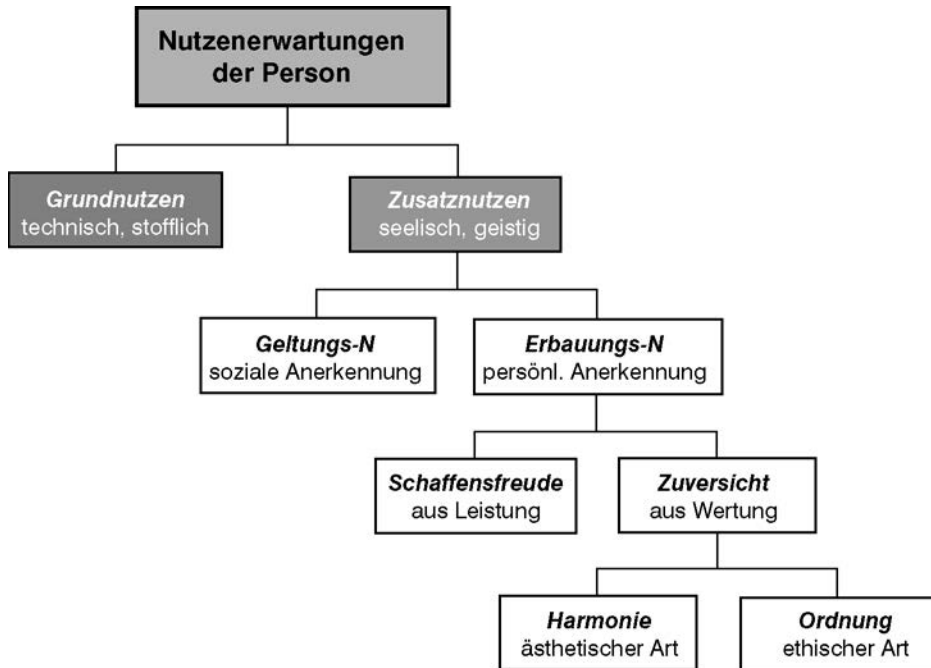 Nutzenerwartungen
der Person
Grundnutzen
technisch, stofflich
Zusatznutzen
seelisch, geistig
Geltungs-N
soziale Anerkennung
Erbauungs-N
persönl. Anerkennung
Schaffensfreude
aus Leistung
Zuversicht
aus Wertung
Harmonie
ästhetischer Art
Ordnung
ethischer Art